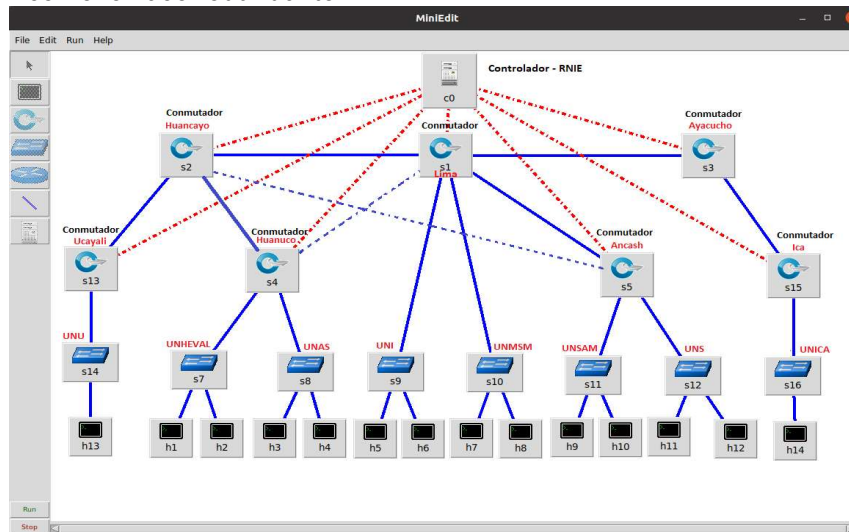 MiniEdit
File Edit Run Help
Controlador - RNIE
c0
Conmutador
Huancayo
s2
Conmutador
s1
Lima
Conmutador
Ayacucho
s3
Conmutador
Ucayali
s13
Conmutador
Huanuco
s4
Conmutador
Ancash
s5
Ica
s15
UNU
s14
UNHEVAL
s7
UNAS
s8
UNI
s9
UNMSM
s10
UNSAM
s11
UNS
s12
UNICA
s16
h13
h1
h2
h3
h4
h5
h6
h7
h8
h9
h10
h11
h12
h14
Run
Stop